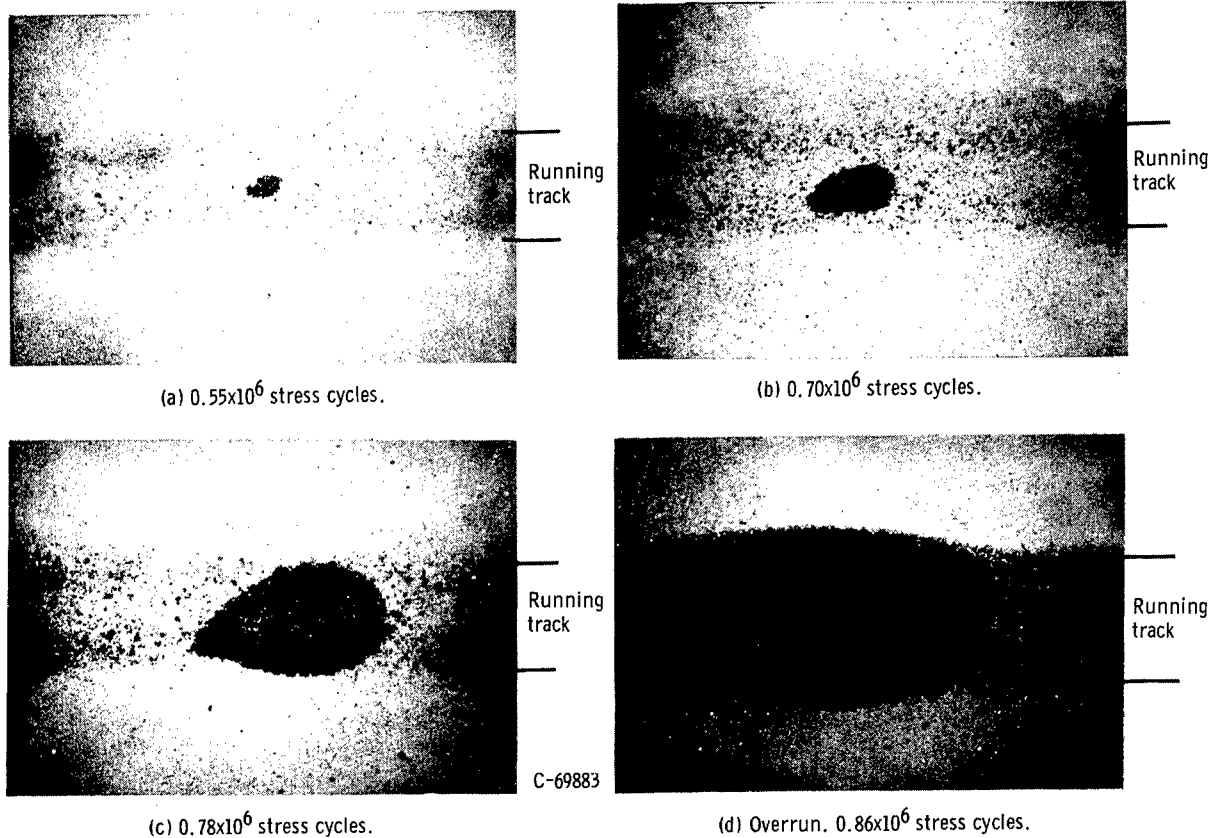 Running
track
Running
track
(a) 0.55x10⁶ stress cycles.
(b) 0.70x10⁶ stress cycles.
Running
track
Running
track
C-69883
(c) 0.78x10⁶ stress cycles.
(d) Overrun. 0.86x10⁶ stress cycles.